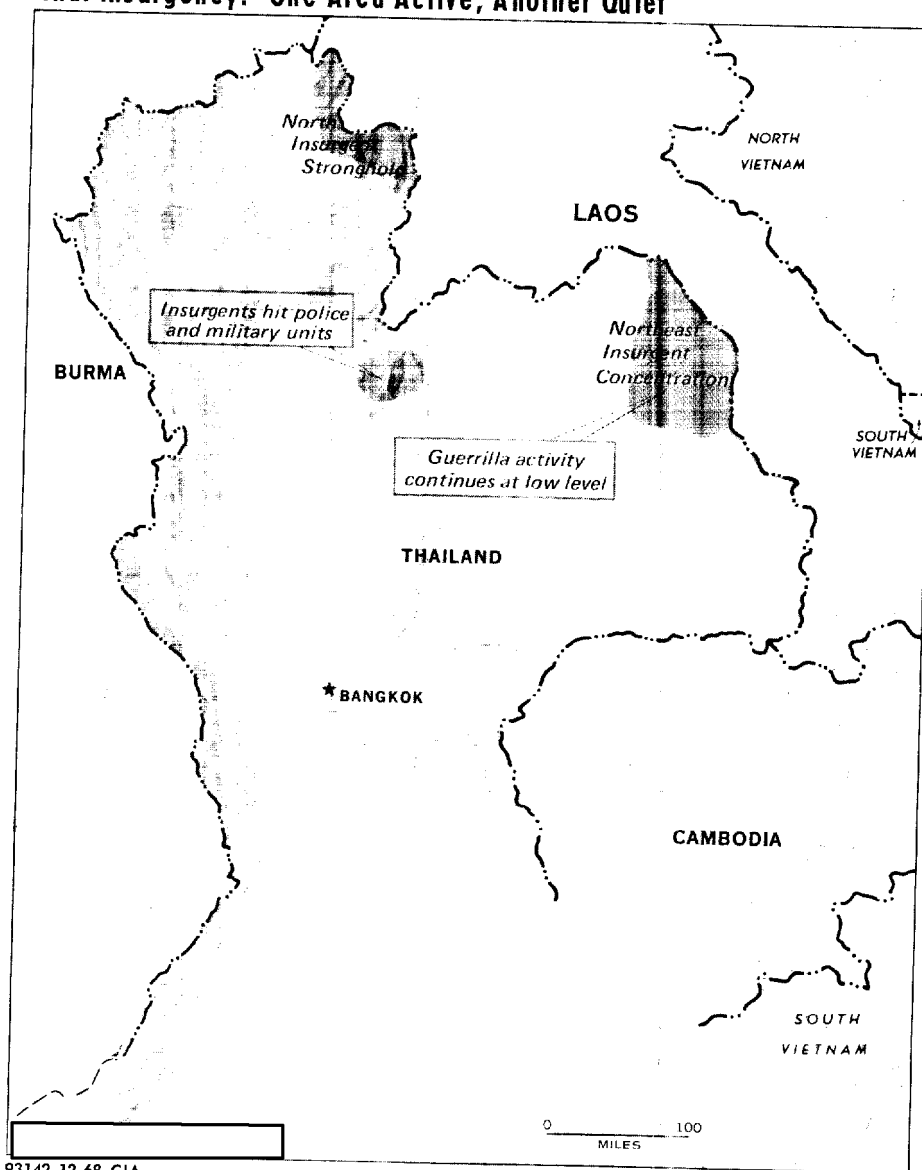 Insurgency: One Area Active, Another Quiet
North
Insurgent
Stronghold
NORTH
VIETNAM
LAOS
Insurgents hit police
and military units
BURMA
Northeast
Insurgent
Concentration
SOUTH
VIETNAM
Guerrilla activity
continues at low level
THAILAND
BANGKOK
CAMBODIA
SOUTH
VIETNAM
0 100
MILES
93142 12-68 CIA